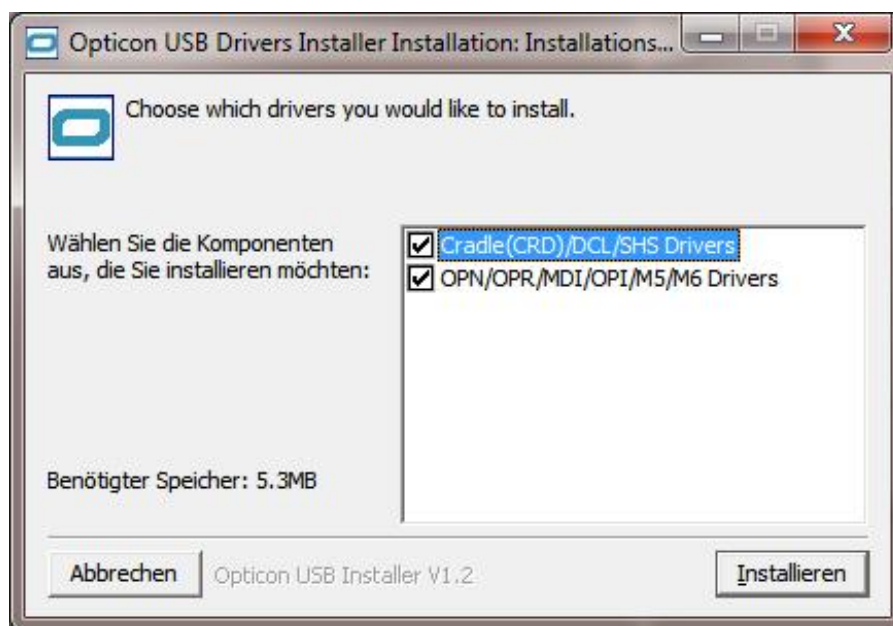 Opticon USB Drivers Installer Installation: Installations...
Choose which drivers you would like to install.
Wählen Sie die Komponenten
aus, die Sie installieren möchten:
Cradle(CRD)/DCL/SHS Drivers
OPN/OPR/MDI/OPI/M5/M6 Drivers
Benötigter Speicher: 5.3MB
Abbrechen
Opticon USB Installer V1.2
Installieren